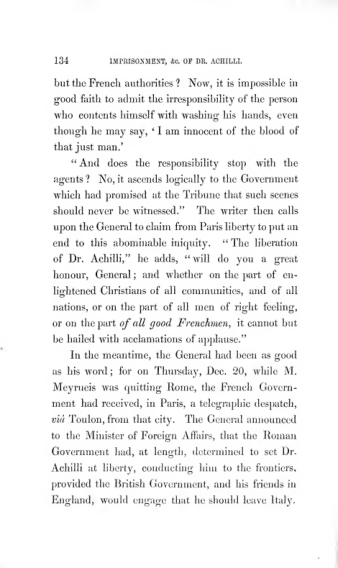 134 IMPRISONMENT, &c. OF DR. ACHILLI.
but the French authorities? Now, it is impossible in
good faith to admit the irresponsibility of the person
who contents himself with washing his hands, even
though he may say, ‘I am innocent of the blood of
that just man.’
“And does the responsibility stop with the
agents? No, it ascends logically to the Government
which had promised at the Tribune that such scenes
should never be witnessed.” The writer then calls
upon the General to claim from Paris liberty to put an
end to this abominable iniquity. “The liberation
of Dr. Achilli,” he adds, “will do you a great
honour, General; and whether on the part of en-
lightened Christians of all communities, and of all
nations, or on the part of all men of right feeling,
or on the part of all good Frenchmen, it cannot but
be hailed with acclamations of applause.”
In the meantime, the General had been as good
as his word; for on Thursday, Dec. 20, while M.
Meyrueis was quitting Rome, the French Govern-
ment had received, in Paris, a telegraphic despatch,
viâ Toulon, from that city. The General announced
to the Minister of Foreign Affairs, that the Roman
Government had, at length, determined to set Dr.
Achilli at liberty, conducting him to the frontiers,
provided the British Government, and his friends in
England, would engage that he should leave Italy.